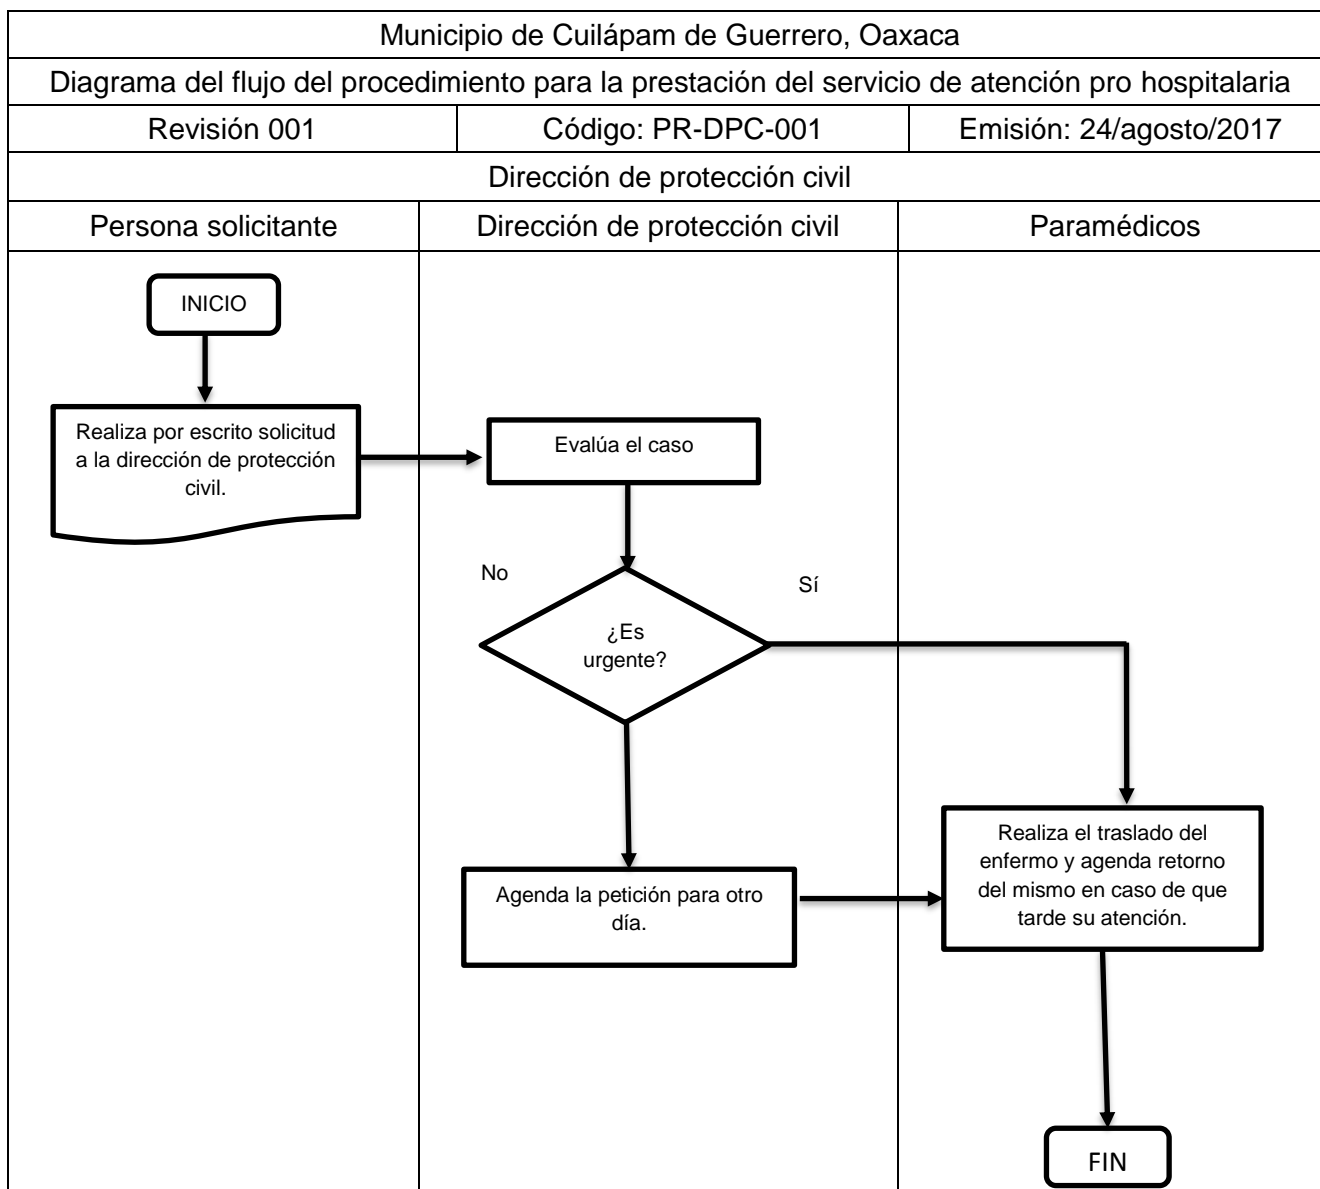 Municipio de Cuilápam de Guerrero, Oaxaca
Diagrama del flujo del procedimiento para la prestación del servicio de atención pro hospitalaria
Revisión 001
Código: PR-DPC-001
Emisión: 24/agosto/2017
Dirección de protección civil
Persona solicitante
Dirección de protección civil
Paramédicos
INICIO
Realiza por escrito solicitud
a la dirección de protección
civil.
Evalúa el caso
No
Sí
¿Es
urgente?
Realiza el traslado del
enfermo y agenda retorno
del mismo en caso de que
tarde su atención.
Agenda la petición para otro
día.
FIN